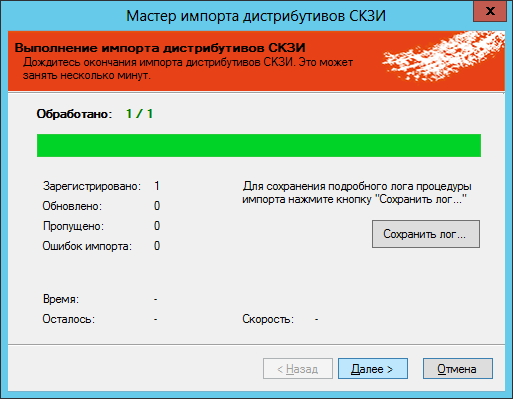 Мастер импорта дистрибутивов СКЗИ
x
Выполнение импорта дистрибутивов СКЗИ
Дождитесь окончания импорта дистрибутивов СКЗИ. Это может
занять несколько минут.
Обработано: 1 / 1
Зарегистрировано: 1
Обновлено: 0
Пропущено: 0
Ошибок импорта: 0
Для сохранения подробного лога процедуры
импорта нажмите кнопку "Сохранить лог..."
Сохранить лог...
Время: -
Осталось: - Скорость: -
< Назад Далее > Отмена